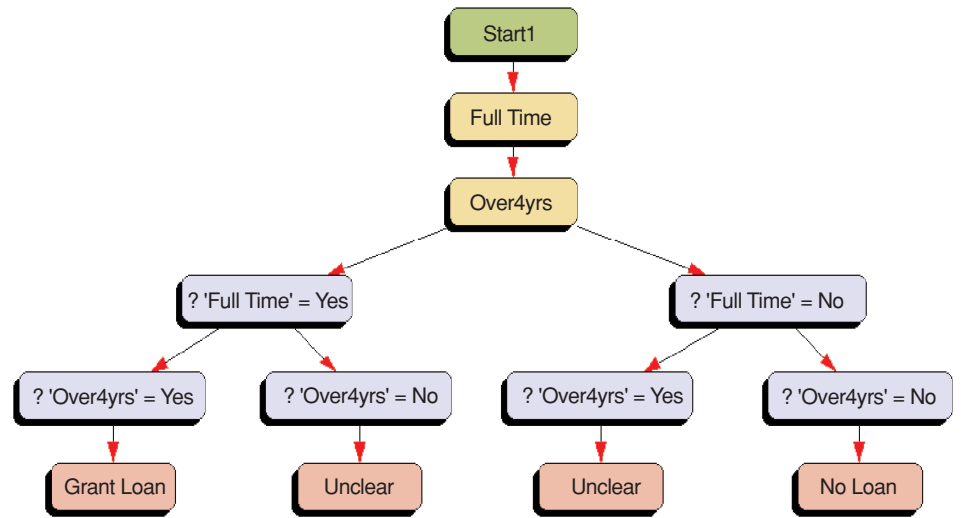 Start1
Full Time
Over4yrs
? 'Full Time' = Yes
? 'Full Time' = No
? 'Over4yrs' = Yes
? 'Over4yrs' = No
? 'Over4yrs' = Yes
? 'Over4yrs' = No
Grant Loan
Unclear
Unclear
No Loan